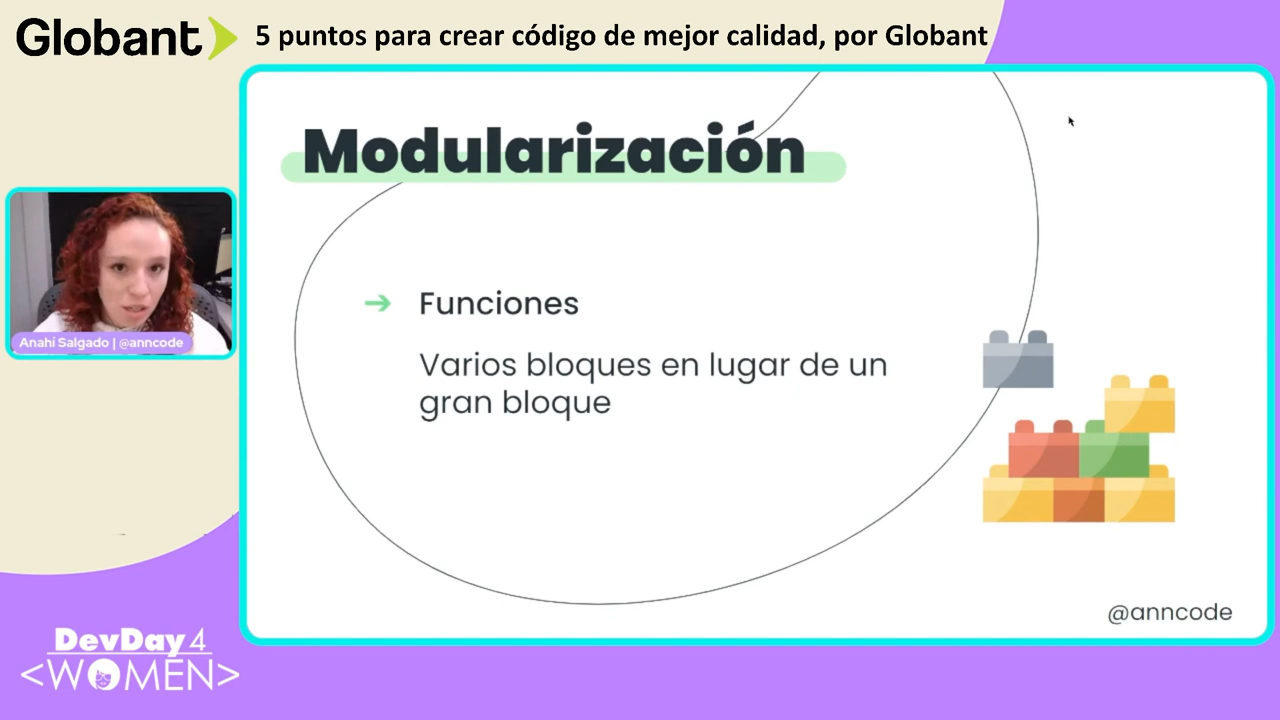 Globant
5 puntos para crear código de mejor calidad, por Globant
Modularización
→ Funciones
Varios bloques en lugar de un
gran bloque
Anahí Salgado | @anncode
@anncode
DevDay4
<WOMEN>